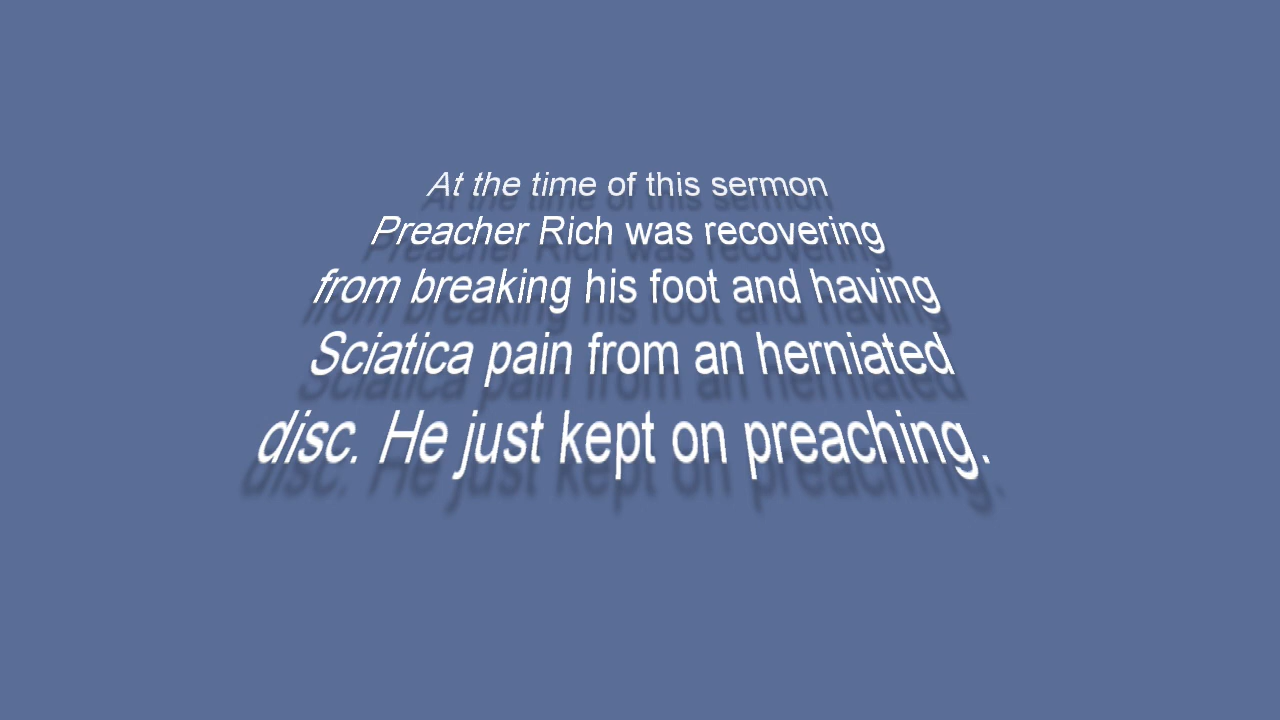 At the time of this sermon
Preacher Rich was recovering
from breaking his foot and having
Sciatica pain from an herniated
disc. He just kept on preaching.